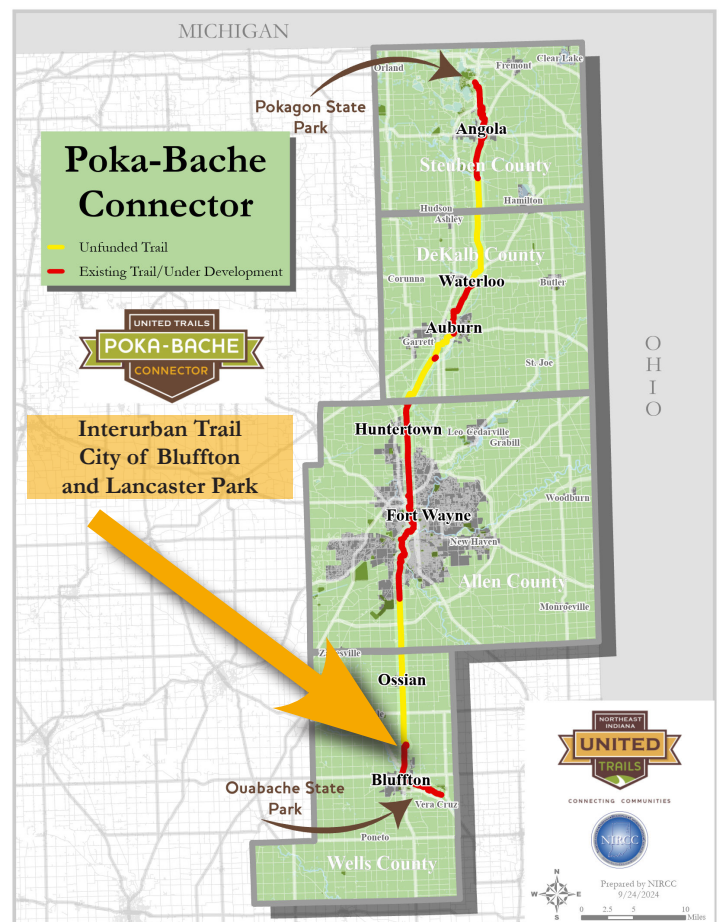 MICHIGAN
Orland
Fremont
Clear Lake
Pokagon State
Park
Angola
Steuben County
Poka-Bache
Connector
Unfunded Trail
Existing Trail/Under Development
Hudson
Hamilton
Ashley
DeKalb County
Corunna
Waterloo
Butler
UNITED TRAILS
POKA-BACHE
CONNECTOR
Auburn
Garrett
St. Joe
OHIO
Interurban Trail
City of Bluffton
and Lancaster Park
Huntertown
Leo-Cedarville
Grabill
Woodburn
Fort Wayne
New Haven
Allen County
Monroeville
Ossian
Bluffton
Ouabache State
Park
Vera Cruz
Poneto
Wells County
NORTHEAST
INDIANA
UNITED
TRAILS
CONNECTING COMMUNITIES
NIRCC
Prepared by NIRCC
9/24/2024
N
W E
S
0 2.5 5 10
Miles